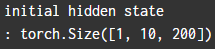 initial hidden state
: torch.Size([1, 10, 200])